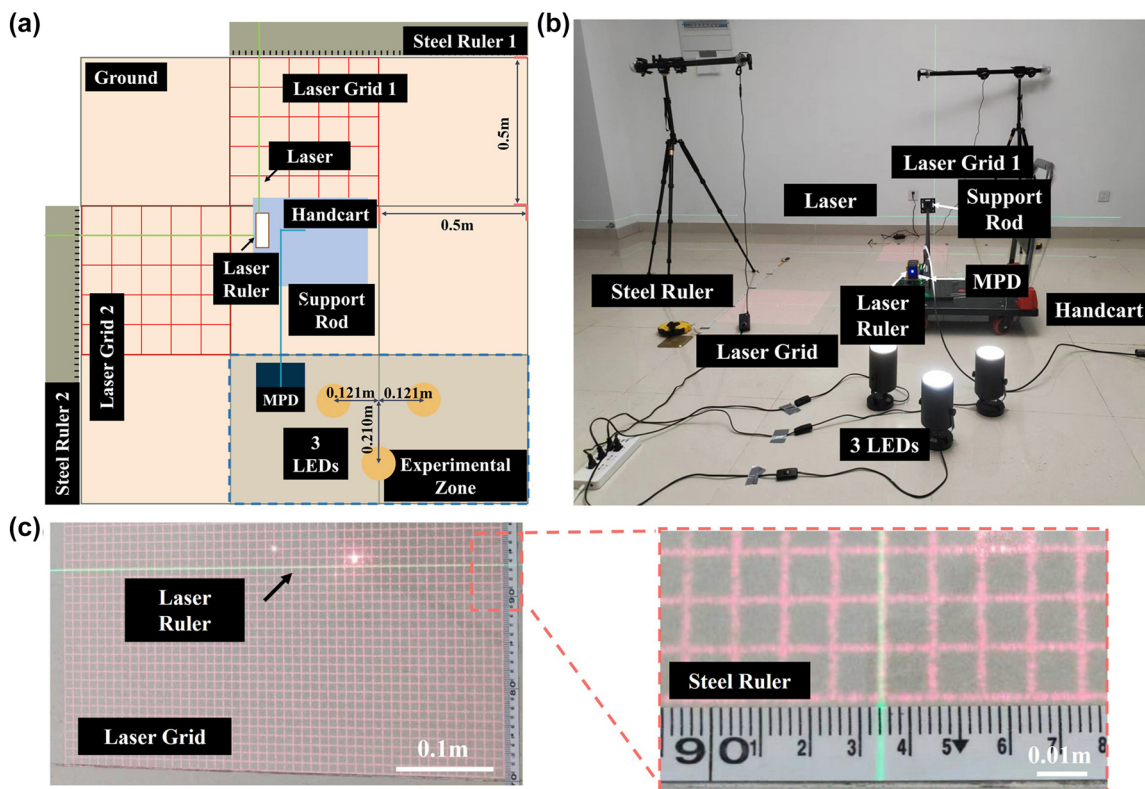 (a)
Steel Ruler 1
Ground
Laser Grid 1
0.5m
Laser
Handcart
0.5m
Laser
Ruler
Support
Rod
Laser Grid 2
Steel Ruler 2
MPD
0.121m
0.121m
0.210m
3
LEDs
Experimental
Zone
(b)
Laser Grid 1
Laser
Support
Rod
Steel Ruler
MPD
Laser
Ruler
Handcart
Laser Grid
3 LEDs
(c)
Laser
Ruler
90
80
Laser Grid
0.1m
Steel Ruler
90 1 2 3 4 5 6 7 8
0.01m